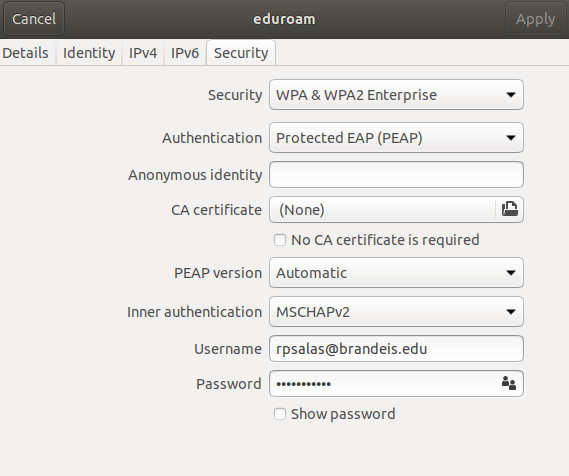 Cancel eduroam Apply
Details Identity IPv4 IPv6 Security
Security WPA & WPA2 Enterprise
Authentication Protected EAP (PEAP)
Anonymous identity
CA certificate (None)
No CA certificate is required
PEAP version Automatic
Inner authentication MSCHAPv2
Username rpsalas@brandeis.edu
Password •••••••••••
Show password